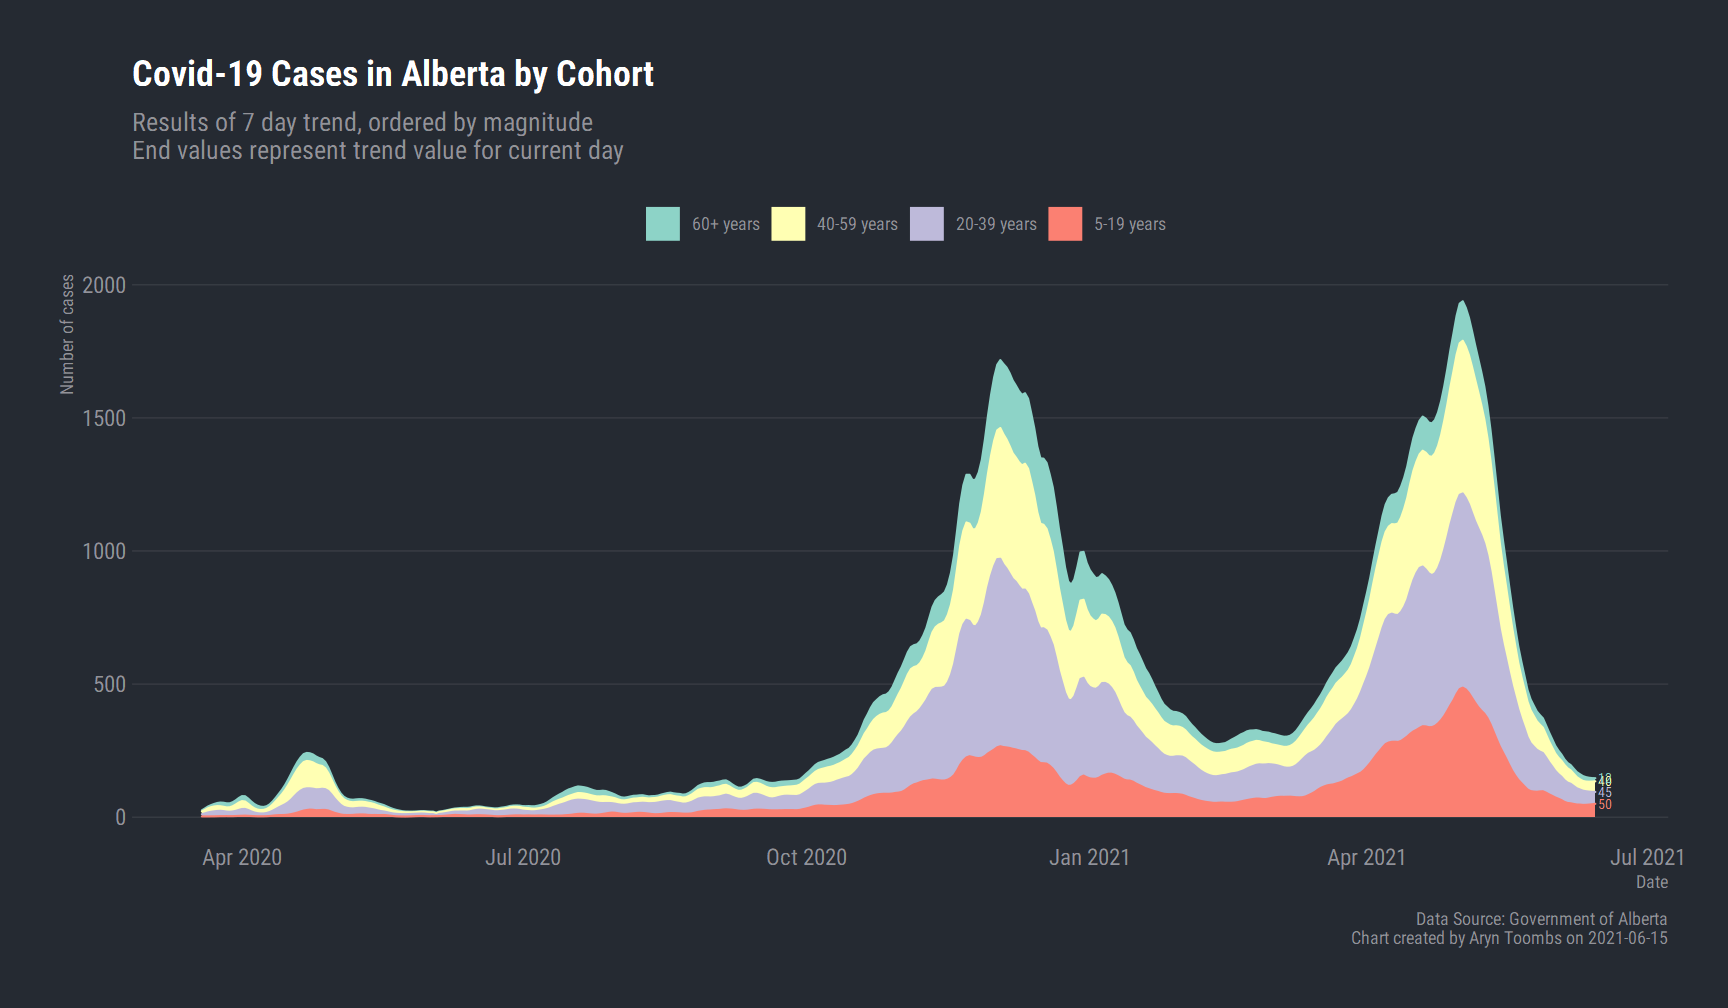 Covid-19 Cases in Alberta by Cohort
Results of 7 day trend, ordered by magnitude
End values represent trend value for current day
60+ years 40-59 years 20-39 years 5-19 years
Number of cases
2000
1500
1000
500
0
45
50
Apr 2020 Jul 2020 Oct 2020 Jan 2021 Apr 2021 Jul 2021
Date
Data Source: Government of Alberta
Chart created by Aryn Toombs on 2021-06-15